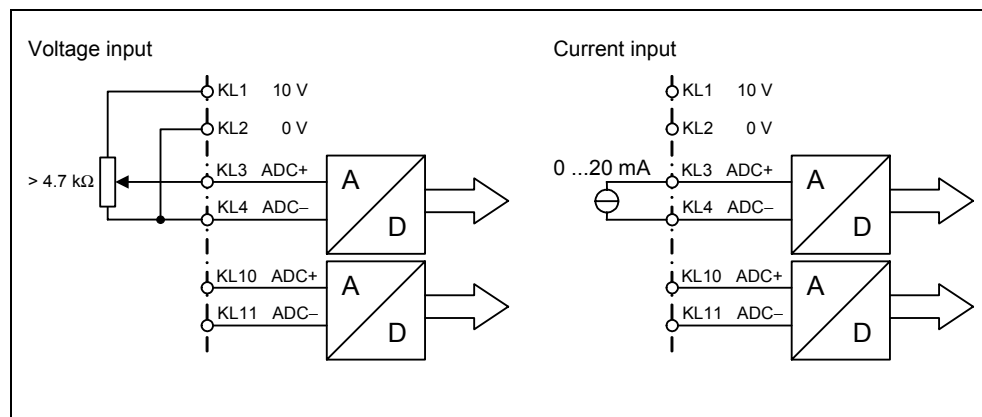 Voltage input
KL1 10 V
KL2 0 V
> 4.7 kΩ
KL3 ADC+
KL4 ADC−
A
D
KL10 ADC+
KL11 ADC−
A
D
Current input
KL1 10 V
KL2 0 V
0 ...20 mA
KL3 ADC+
KL4 ADC−
A
D
KL10 ADC+
KL11 ADC−
A
D